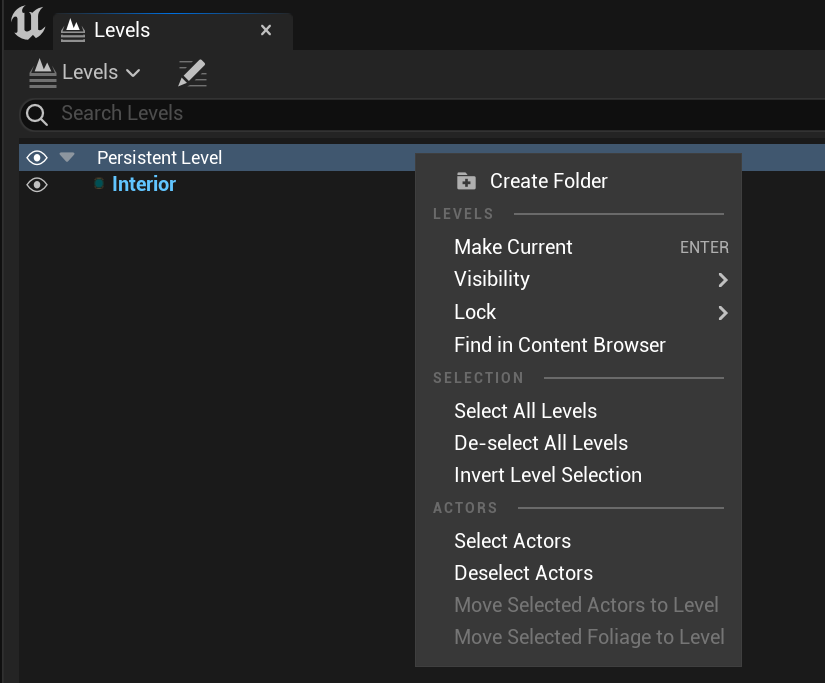 Levels
Levels
Search Levels
Persistent Level
Interior
Create Folder
LEVELS
Make Current ENTER
Visibility
Lock
Find in Content Browser
SELECTION
Select All Levels
De-select All Levels
Invert Level Selection
ACTORS
Select Actors
Deselect Actors
Move Selected Actors to Level
Move Selected Foliage to Level